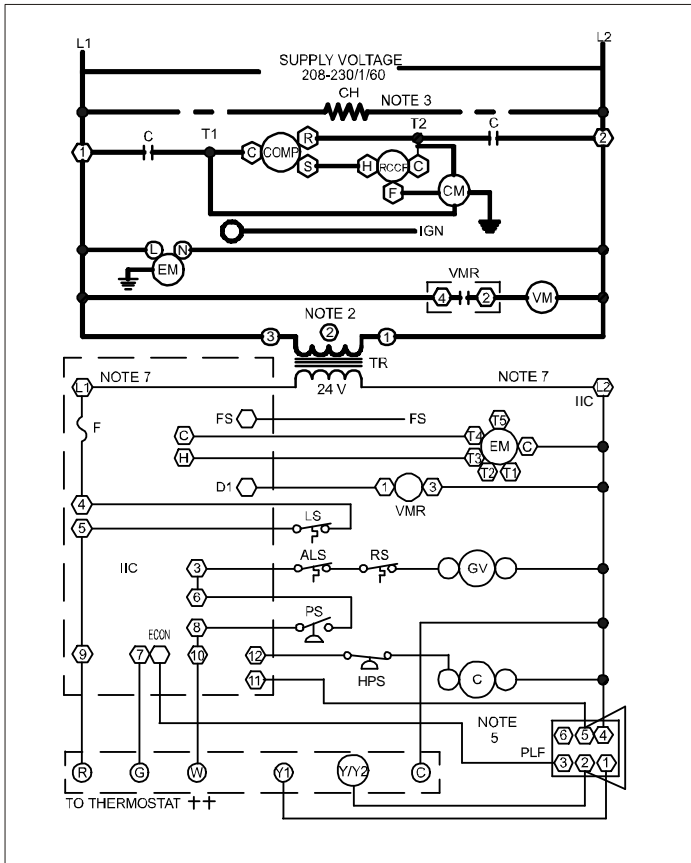 L1 L2
SUPPLY VOLTAGE
208-230/1/60
CH NOTE 3
C T1 T2 C
1 C COMP R 2
S H RCCF C
F CM
IGN
L N
EM
VMR
4 2 VM
NOTE 2
3 2 1
TR
24 V
L1 NOTE 7 NOTE 7 L2
IIC
F FS FS
T5
C T4 EM C
H T3
T2 T1
D1 1 3
VMR
4 LS
5
ALS RS
IIC 3 GV
6
PS
8
ECON
9 7 10 12
HPS C
11
NOTE
5
6 5 4
PLF 3 2 1
R G W Y1 Y/Y2 C
TO THERMOSTAT ++